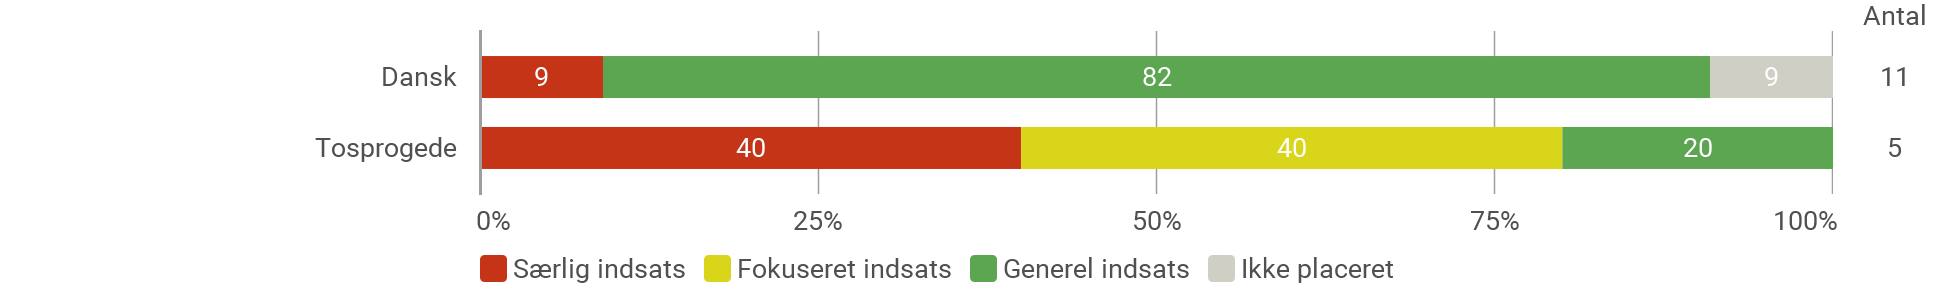 Antal
Dansk 9 82 9 11
Tosprogede 40 40 20 5
0% 25% 50% 75% 100%
Særlig indsats Fokuseret indsats Generel indsats Ikke placeret